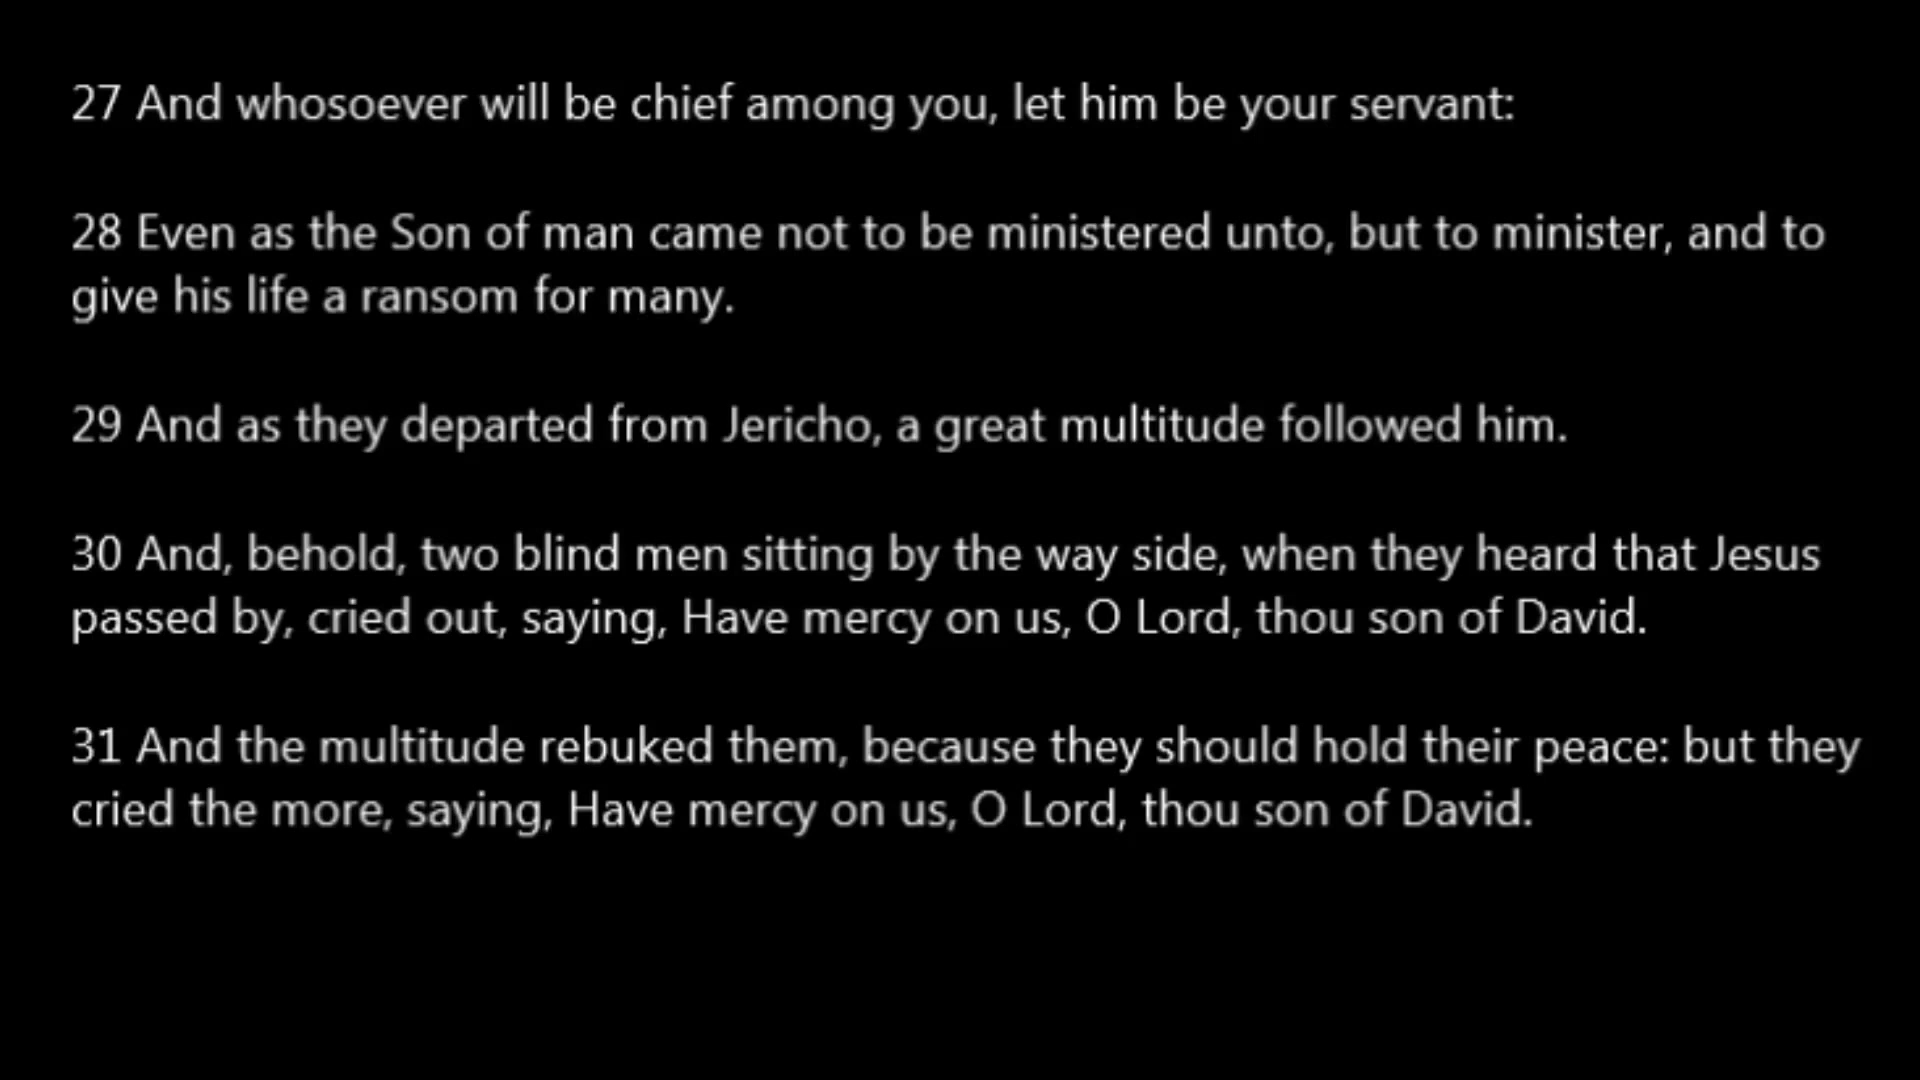 27 And whosoever will be chief among you, let him be your servant:
28 Even as the Son of man came not to be ministered unto, but to minister, and to
give his life a ransom for many.
29 And as they departed from Jericho, a great multitude followed him.
30 And, behold, two blind men sitting by the way side, when they heard that Jesus
passed by, cried out, saying, Have mercy on us, O Lord, thou son of David.
31 And the multitude rebuked them, because they should hold their peace: but they
cried the more, saying, Have mercy on us, O Lord, thou son of David.